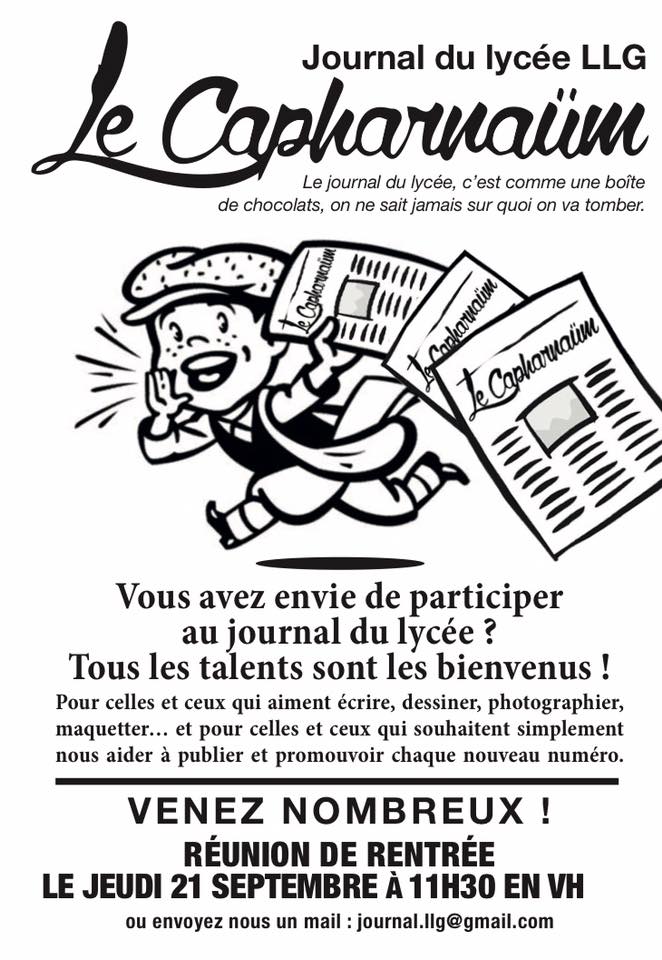 Journal du lycée LLG
Le Capharnaüm
Le journal du lycée, c'est comme une boîte
de chocolats, on ne sait jamais sur quoi on va tomber.
Le Capharnaüm
Le Capharnaüm
Le Capharnaüm
Vous avez envie de participer
au journal du lycée ?
Tous les talents sont les bienvenus !
Pour celles et ceux qui aiment écrire, dessiner, photographier,
maquetter… et pour celles et ceux qui souhaitent simplement
nous aider à publier et promouvoir chaque nouveau numéro.
VENEZ NOMBREUX !
RÉUNION DE RENTRÉE
LE JEUDI 21 SEPTEMBRE À 11H30 EN VH
ou envoyez nous un mail : journal.llg@gmail.com